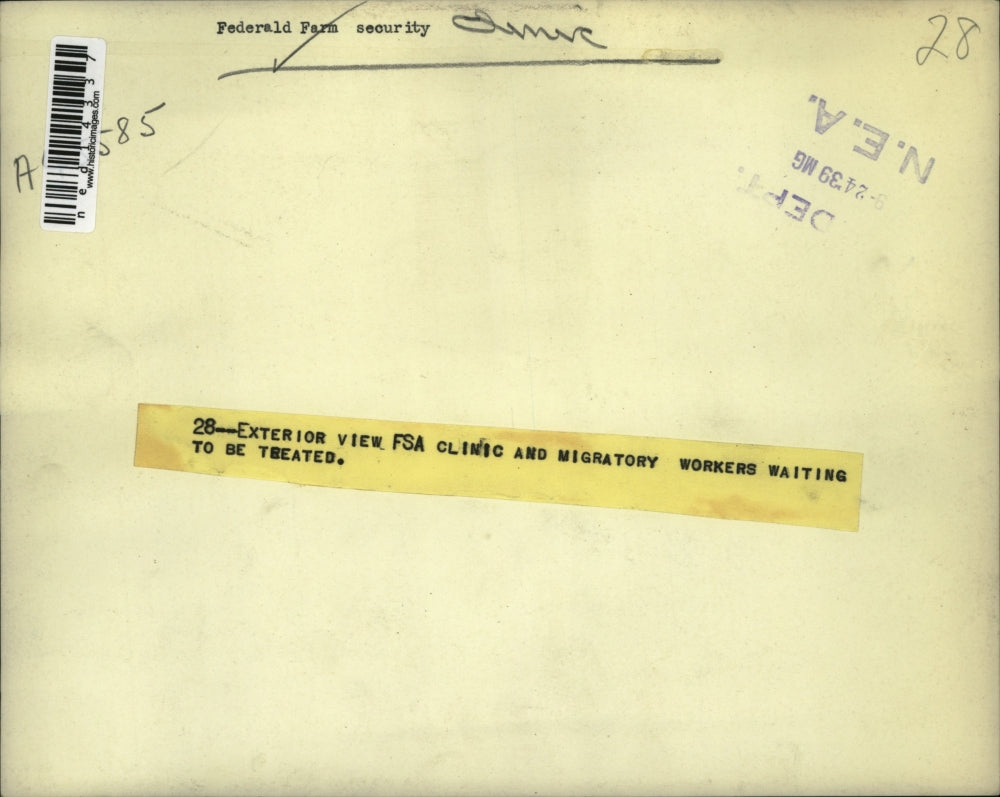 Federald Farm security
28
N.E.A.
9-24'39 MG
DEPT.
ned14337
www.historicimages.com
585
A
28--EXTERIOR VIEW FSA CLINIC AND MIGRATORY WORKERS WAITING
TO BE TREATED.